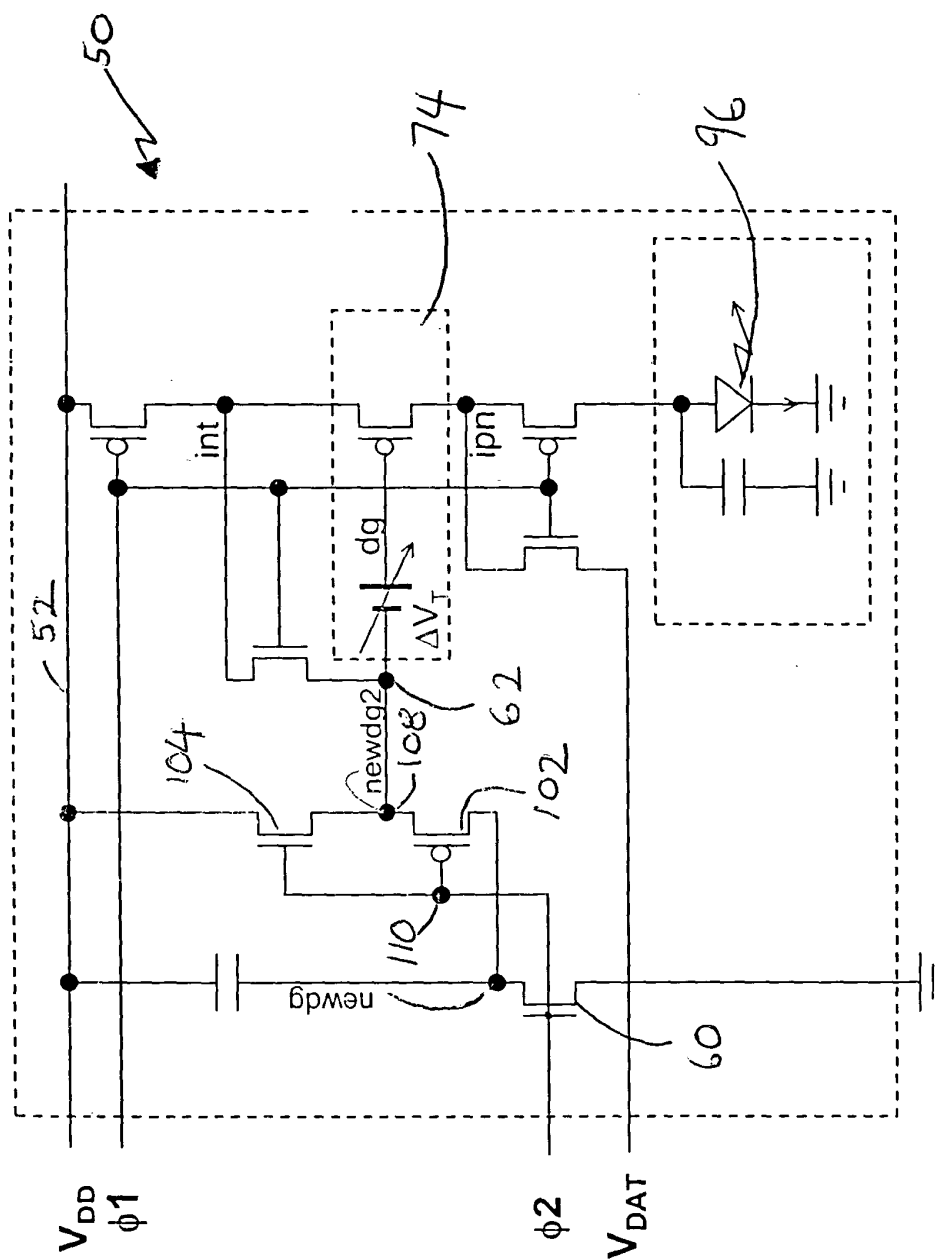 50
52
V_DD
ϕ1
104
int
74
newdg2
108
dg
ΔV_T
62
102
110
newdg
ipn
96
60
ϕ2
V_DAT